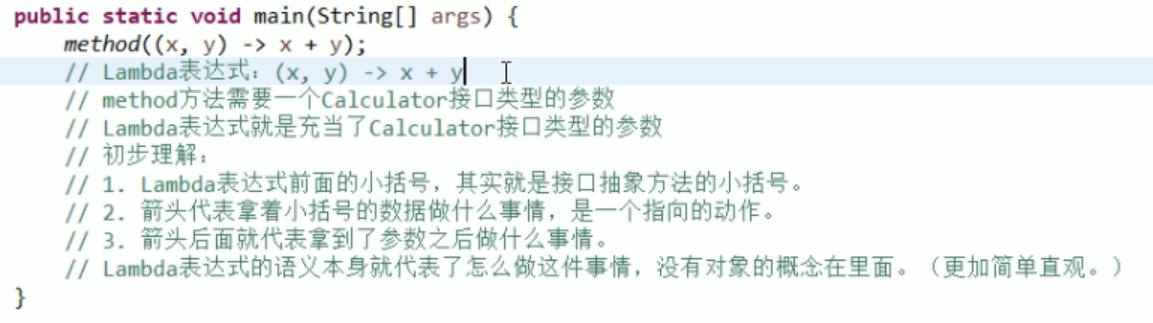 public static void main(String[] args) {
method((x, y) -> x + y);
// Lambda表达式：(x, y) -> x + y
// method方法需要一个Calculator接口类型的参数
// Lambda表达式就是充当了Calculator接口类型的参数
// 初步理解：
// 1. Lambda表达式前面的小括号，其实就是接口抽象方法的小括号。
// 2. 箭头代表拿着小括号的数据做什么事情，是一个指向的动作。
// 3. 箭头后面就代表拿到了参数之后做什么事情。
// Lambda表达式的语义本身就代表了怎么做这件事情，没有对象的概念在里面。（更加简单直观。）
}